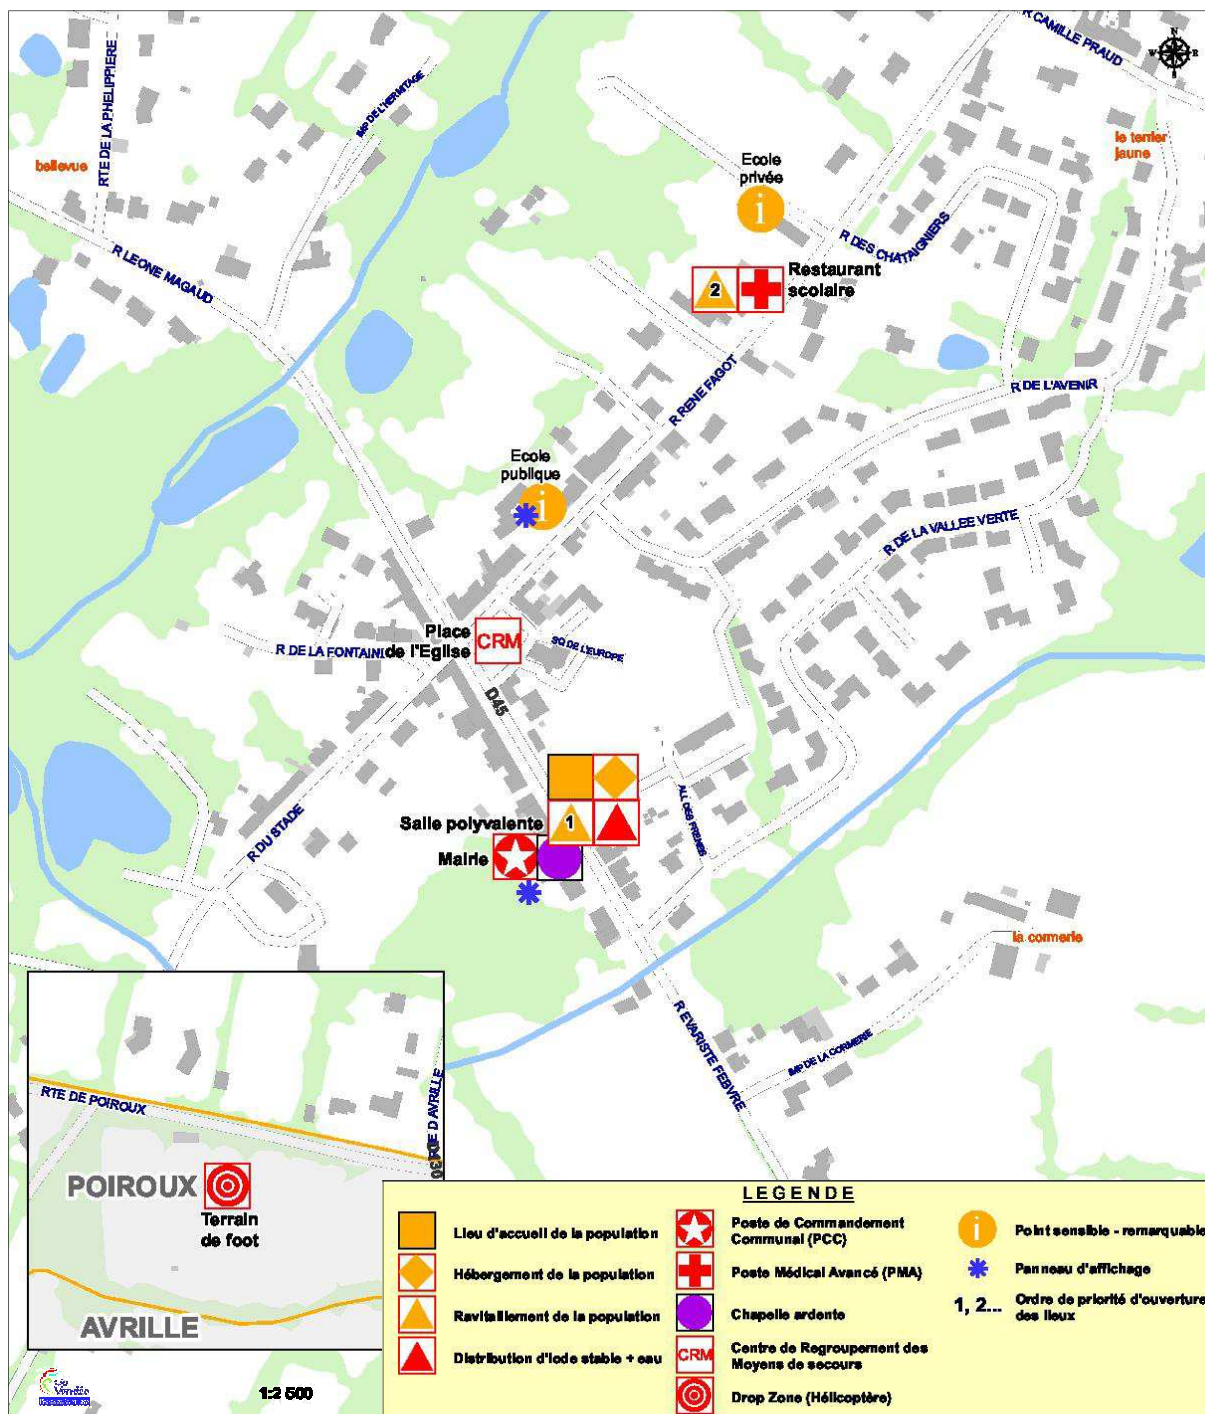 R CAMILLE PRAUD
N
W
S
RTE DE LA PHELIPPIERE
IMP DE L'HERMITAGE
bellevue
le terrier
jaune
Ecole
privée
i
R DES CHATAIGNIERS
R LEONE MAGAUD
Restaurant
scolaire
2
R RENE FAGOT
R DE L'AVENIR
Ecole
publique
i
R DE LA VALLEE VERTE
Place
de l'Eglise
CRM
SQ DE L'EUROPE
R DE LA FONTAINE
D45
R DU STADE
ALL DES FRENES
Salle polyvalente
1
Mairie
la cormerie
R EVARISTE FEBVRE
IMP DE LA CORMERIE
RTE DE POIROUX
POIROUX
Terrain
de foot
AVRILLE
1:2 500
LEGENDE
Lieu d'accueil de la population
Hébergement de la population
Ravitaillement de la population
Distribution d'iode stable + eau
Poste de Commandement
Communal (PCC)
Poste Médical Avancé (PMA)
Chapelle ardente
CRM
Centre de Regroupement des
Moyens de secours
Drop Zone (Hélicoptère)
i
Point sensible - remarquable
Panneau d'affichage
1, 2...
Ordre de priorité d'ouverture
des lieux